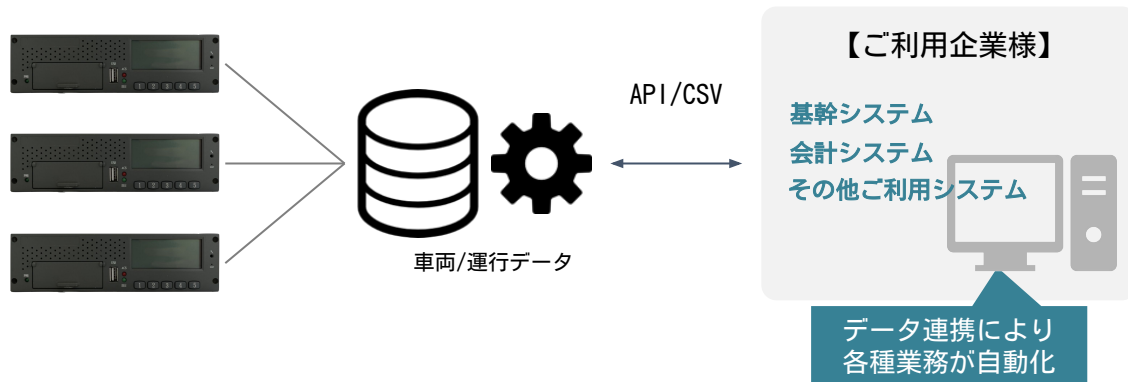 【ご利用企業様】
API/CSV
基幹システム
会計システム
その他ご利用システム
車両/運行データ
データ連携により
各種業務が自動化